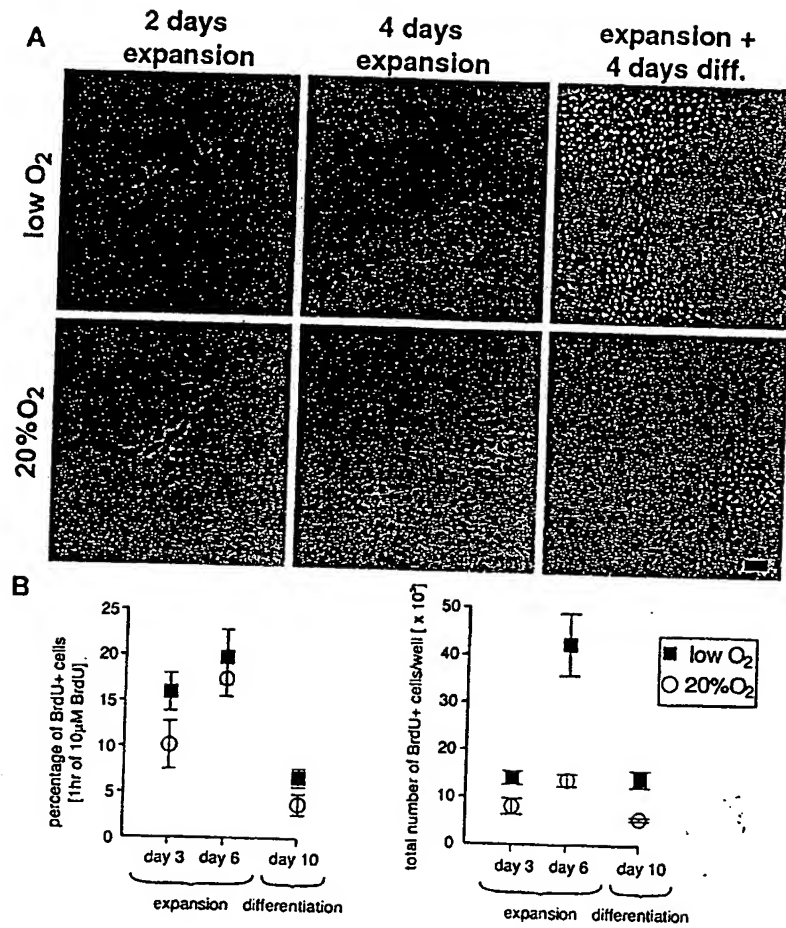 A
2 days
expansion
4 days
expansion
expansion +
4 days diff.
low O₂
20%O₂
B
percentage of BrdU+ cells
[1hr of 10µM BrdU]
25
20
15
10
5
0
day 3
day 6
day 10
expansion
differentiation
total number of BrdU+ cells/well [ x 10⁵]
50
40
30
20
10
0
day 3
day 6
day 10
expansion
differentiation
low O₂
20%O₂